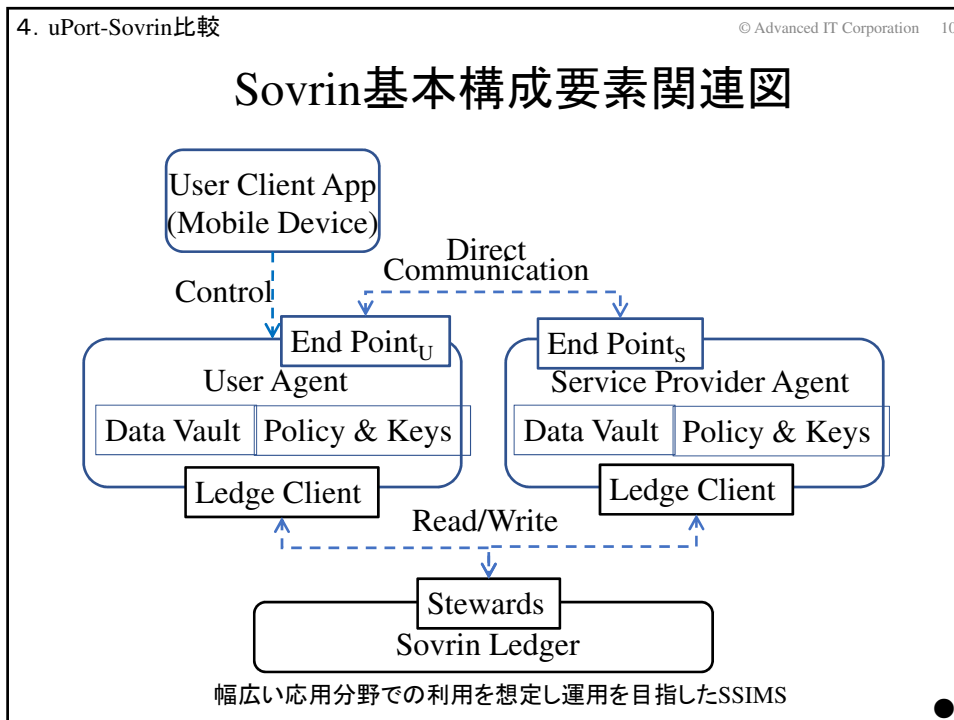 4. uPort-Sovrin比較
© Advanced IT Corporation 10
Sovrin基本構成要素関連図
User Client App
(Mobile Device)
Direct
Communication
Control
End PointU
End PointS
User Agent
Service Provider Agent
Data Vault
Policy & Keys
Data Vault
Policy & Keys
Ledge Client
Ledge Client
Read/Write
Stewards
Sovrin Ledger
幅広い応用分野での利用を想定し運用を目指したSSIMS